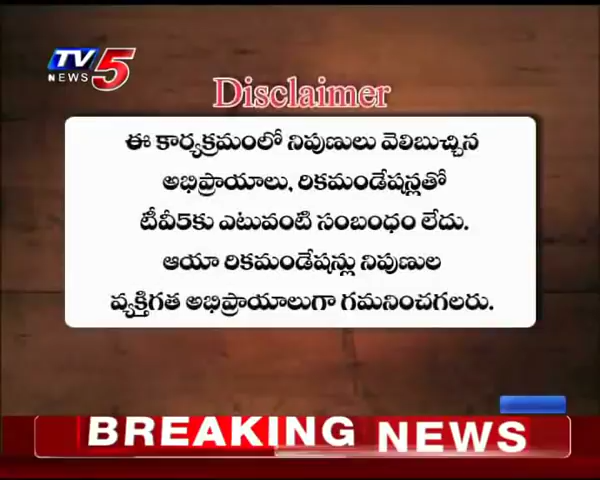 TV5
NEWS
Disclaimer
ఈ కార్యక్రమంలో నిపుణులు వెలిబుచ్చిన
అభిప్రాయాలు, రికమండేషన్లతో
టీవీ5కు ఎటువంటి సంబంధం లేదు.
ఆయా రికమండేషన్లు నిపుణుల
వ్యక్తిగత అభిప్రాయాలుగా గమనించగలరు.
BREAKING NEWS